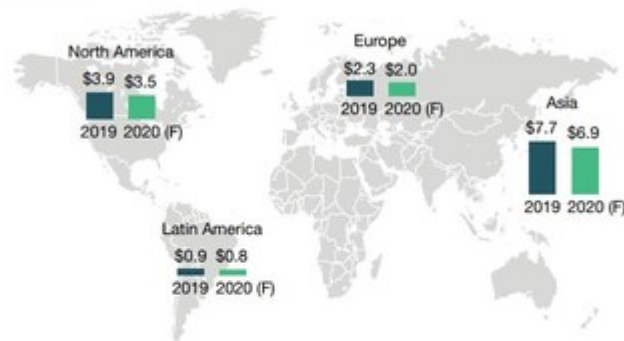 North America
$3.9 $3.5
2019 2020 (F)
Europe
$2.3 $2.0
2019 2020 (F)
Asia
$7.7 $6.9
2019 2020 (F)
Latin America
$0.9 $0.8
2019 2020 (F)